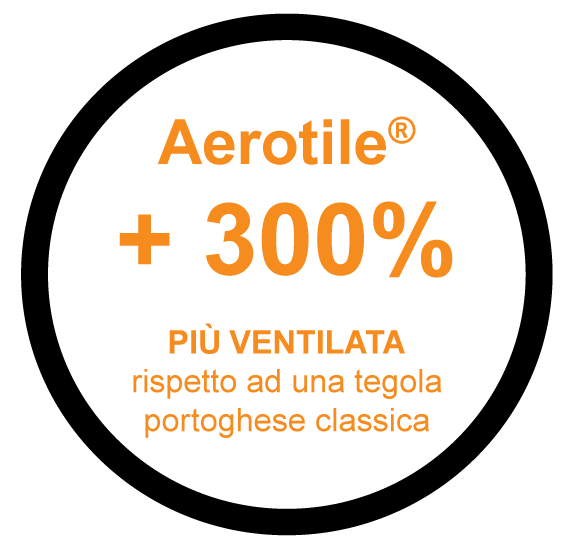 Aerotile®
+ 300%
PIÙ VENTILATA
rispetto ad una tegola
portoghese classica